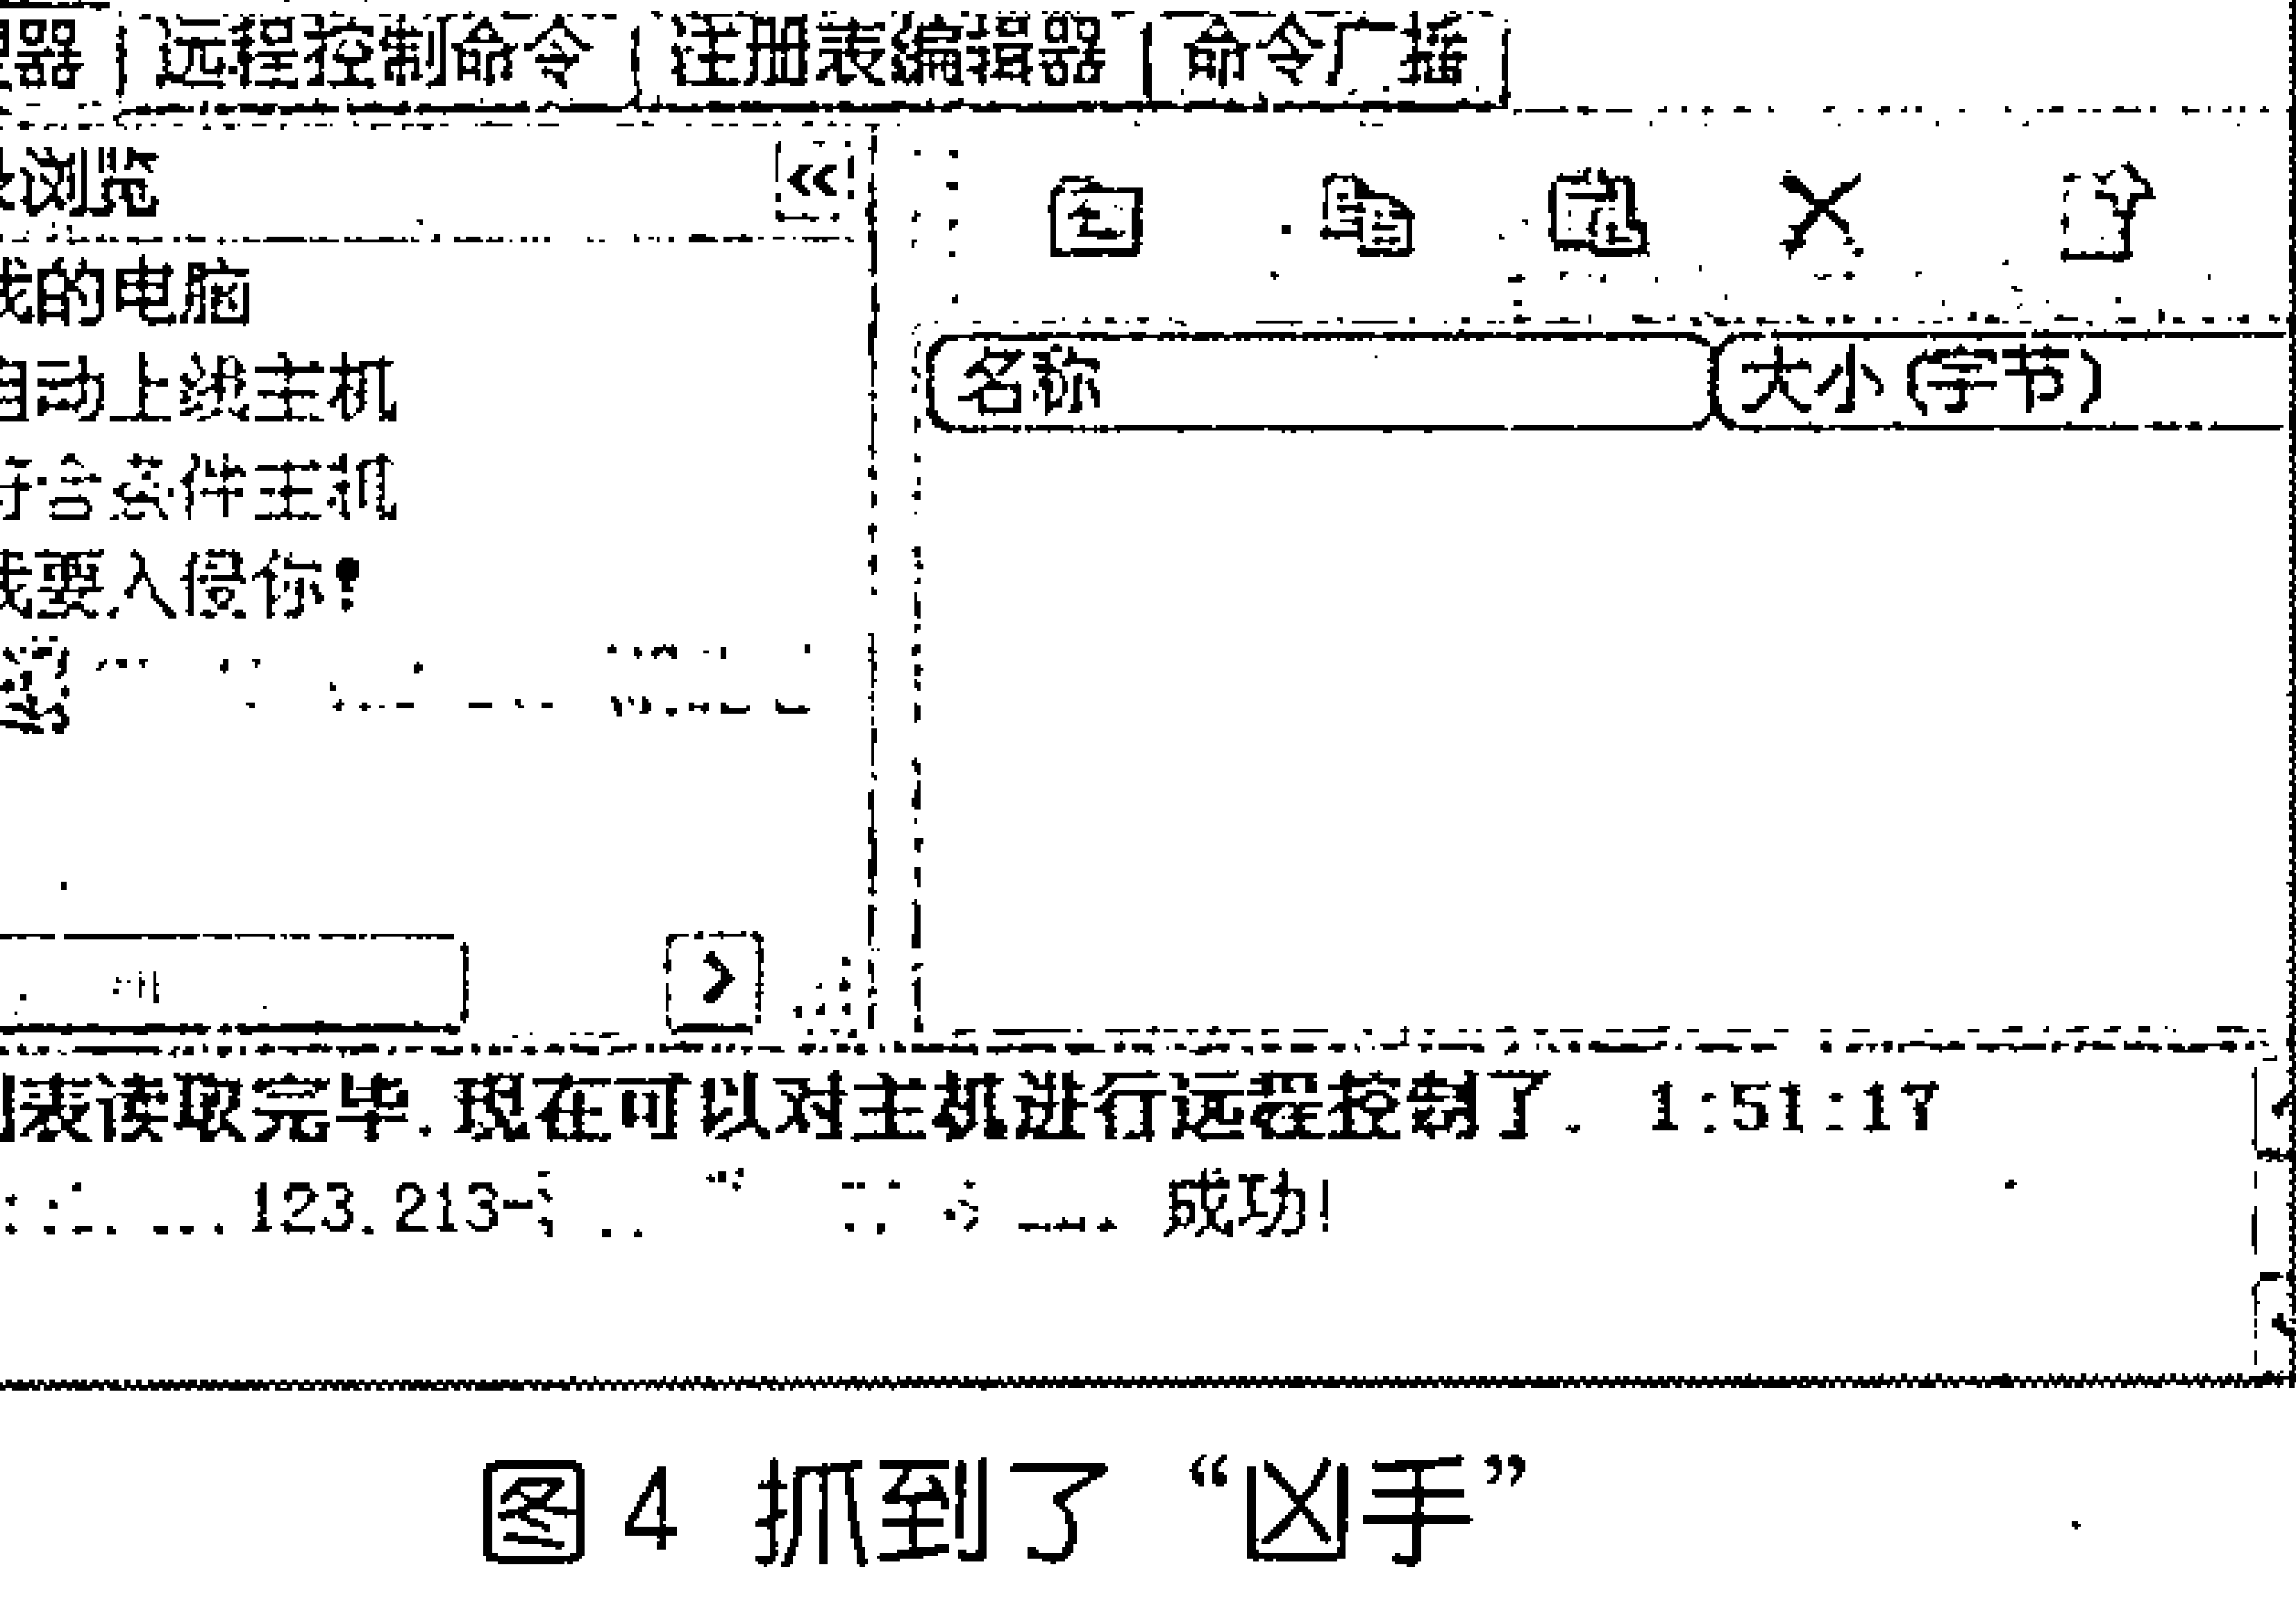 器 远程控制命令 注册表编辑器 命令广播
浏览 «
我的电脑
名称 大小(字节)
自动上线主机
符合条件主机
我要入侵你!
表读取完毕.现在可以对主机进行远程控制了. 1:51:17
123.213- 成功!
图4 抓到了“凶手”